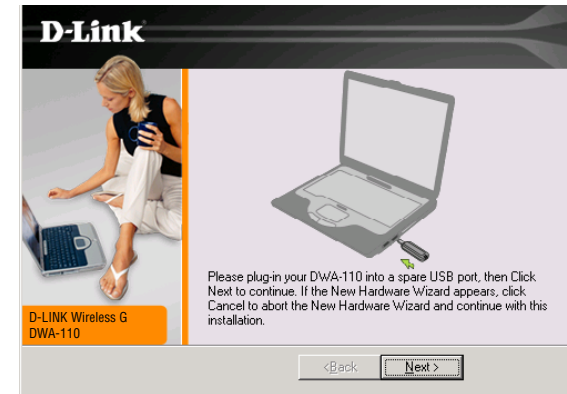 D-Link
Please plug-in your DWA-110 into a spare USB port, then Click
Next to continue. If the New Hardware Wizard appears, click
Cancel to abort the New Hardware Wizard and continue with this
installation.
D-LINK Wireless G
DWA-110
<Back
Next >